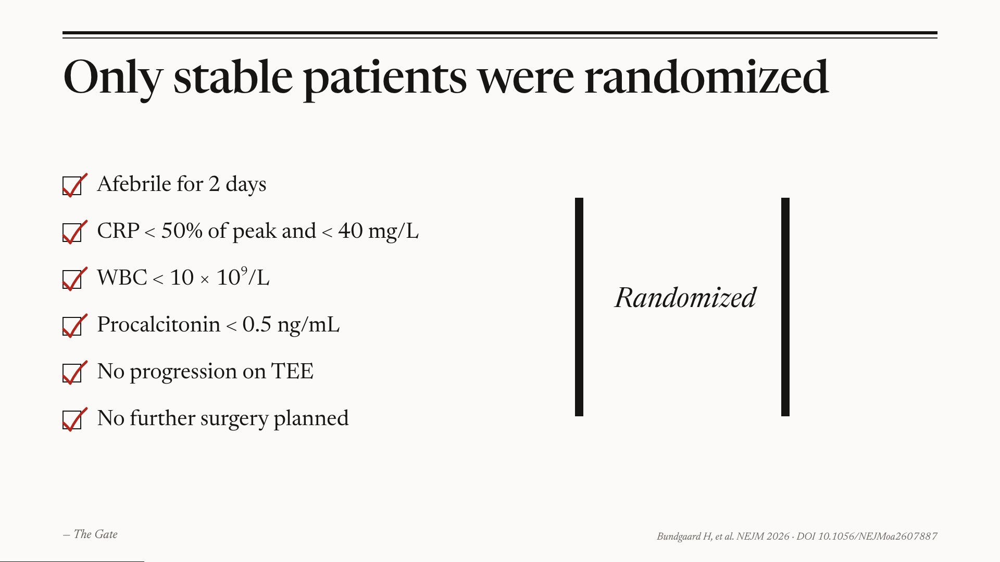 Only stable patients were randomized
Afebrile for 2 days
CRP < 50% of peak and < 40 mg/L
WBC < 10 × 10⁹/L
Procalcitonin < 0.5 ng/mL
No progression on TEE
No further surgery planned
Randomized
– The Gate
Bundgaard H, et al. NEJM 2026 · DOI 10.1056/NEJMoa2607887